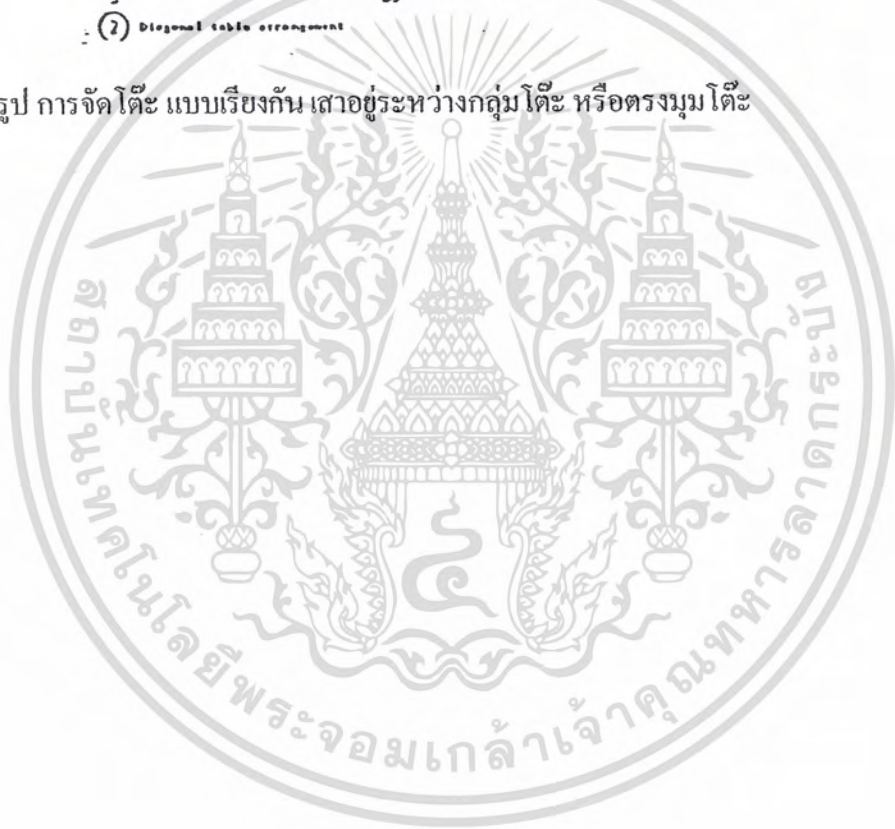 ② Diagonal table arrangement
รูป การจัดโต๊ะ แบบเรียงกัน เสาอยู่ระหว่างกลุ่มโต๊ะ หรือตรงมุมโต๊ะ
สถาบันเทคโนโลยีพระจอมเกล้าเจ้าคุณทหารลาดกระบัง